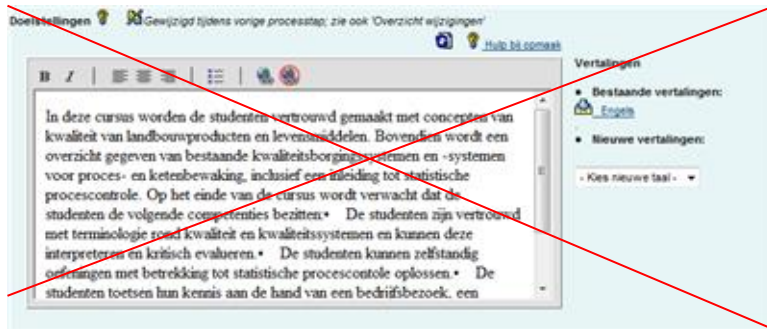 Doelstellingen Gewijzigd tijdens vorige processtap; zie ook 'Overzicht wijzigingen'
Hulp bij opmaak
B I
In deze cursus worden de studenten vertrouwd gemaakt met concepten van
kwaliteit van landbouwproducten en levensmiddelen. Bovendien wordt een
overzicht gegeven van bestaande kwaliteitsborgingssystemen en -systemen
voor proces- en ketenbewaking, inclusief een inleiding tot statistische
procescontrole. Op het einde van de cursus wordt verwacht dat de
studenten de volgende competenties bezitten:• De studenten zijn vertrouwd
met terminologie rond kwaliteit en kwaliteitssystemen en kunnen deze
interpreteren en kritisch evalueren.• De studenten kunnen zelfstandig
oefeningen met betrekking tot statistische procescontole oplossen.• De
studenten toetsen hun kennis aan de hand van een bedrijfsbezoek, een
Vertalingen
• Bestaande vertalingen:
Engels
• Nieuwe vertalingen:
- Kies nieuwe taal -